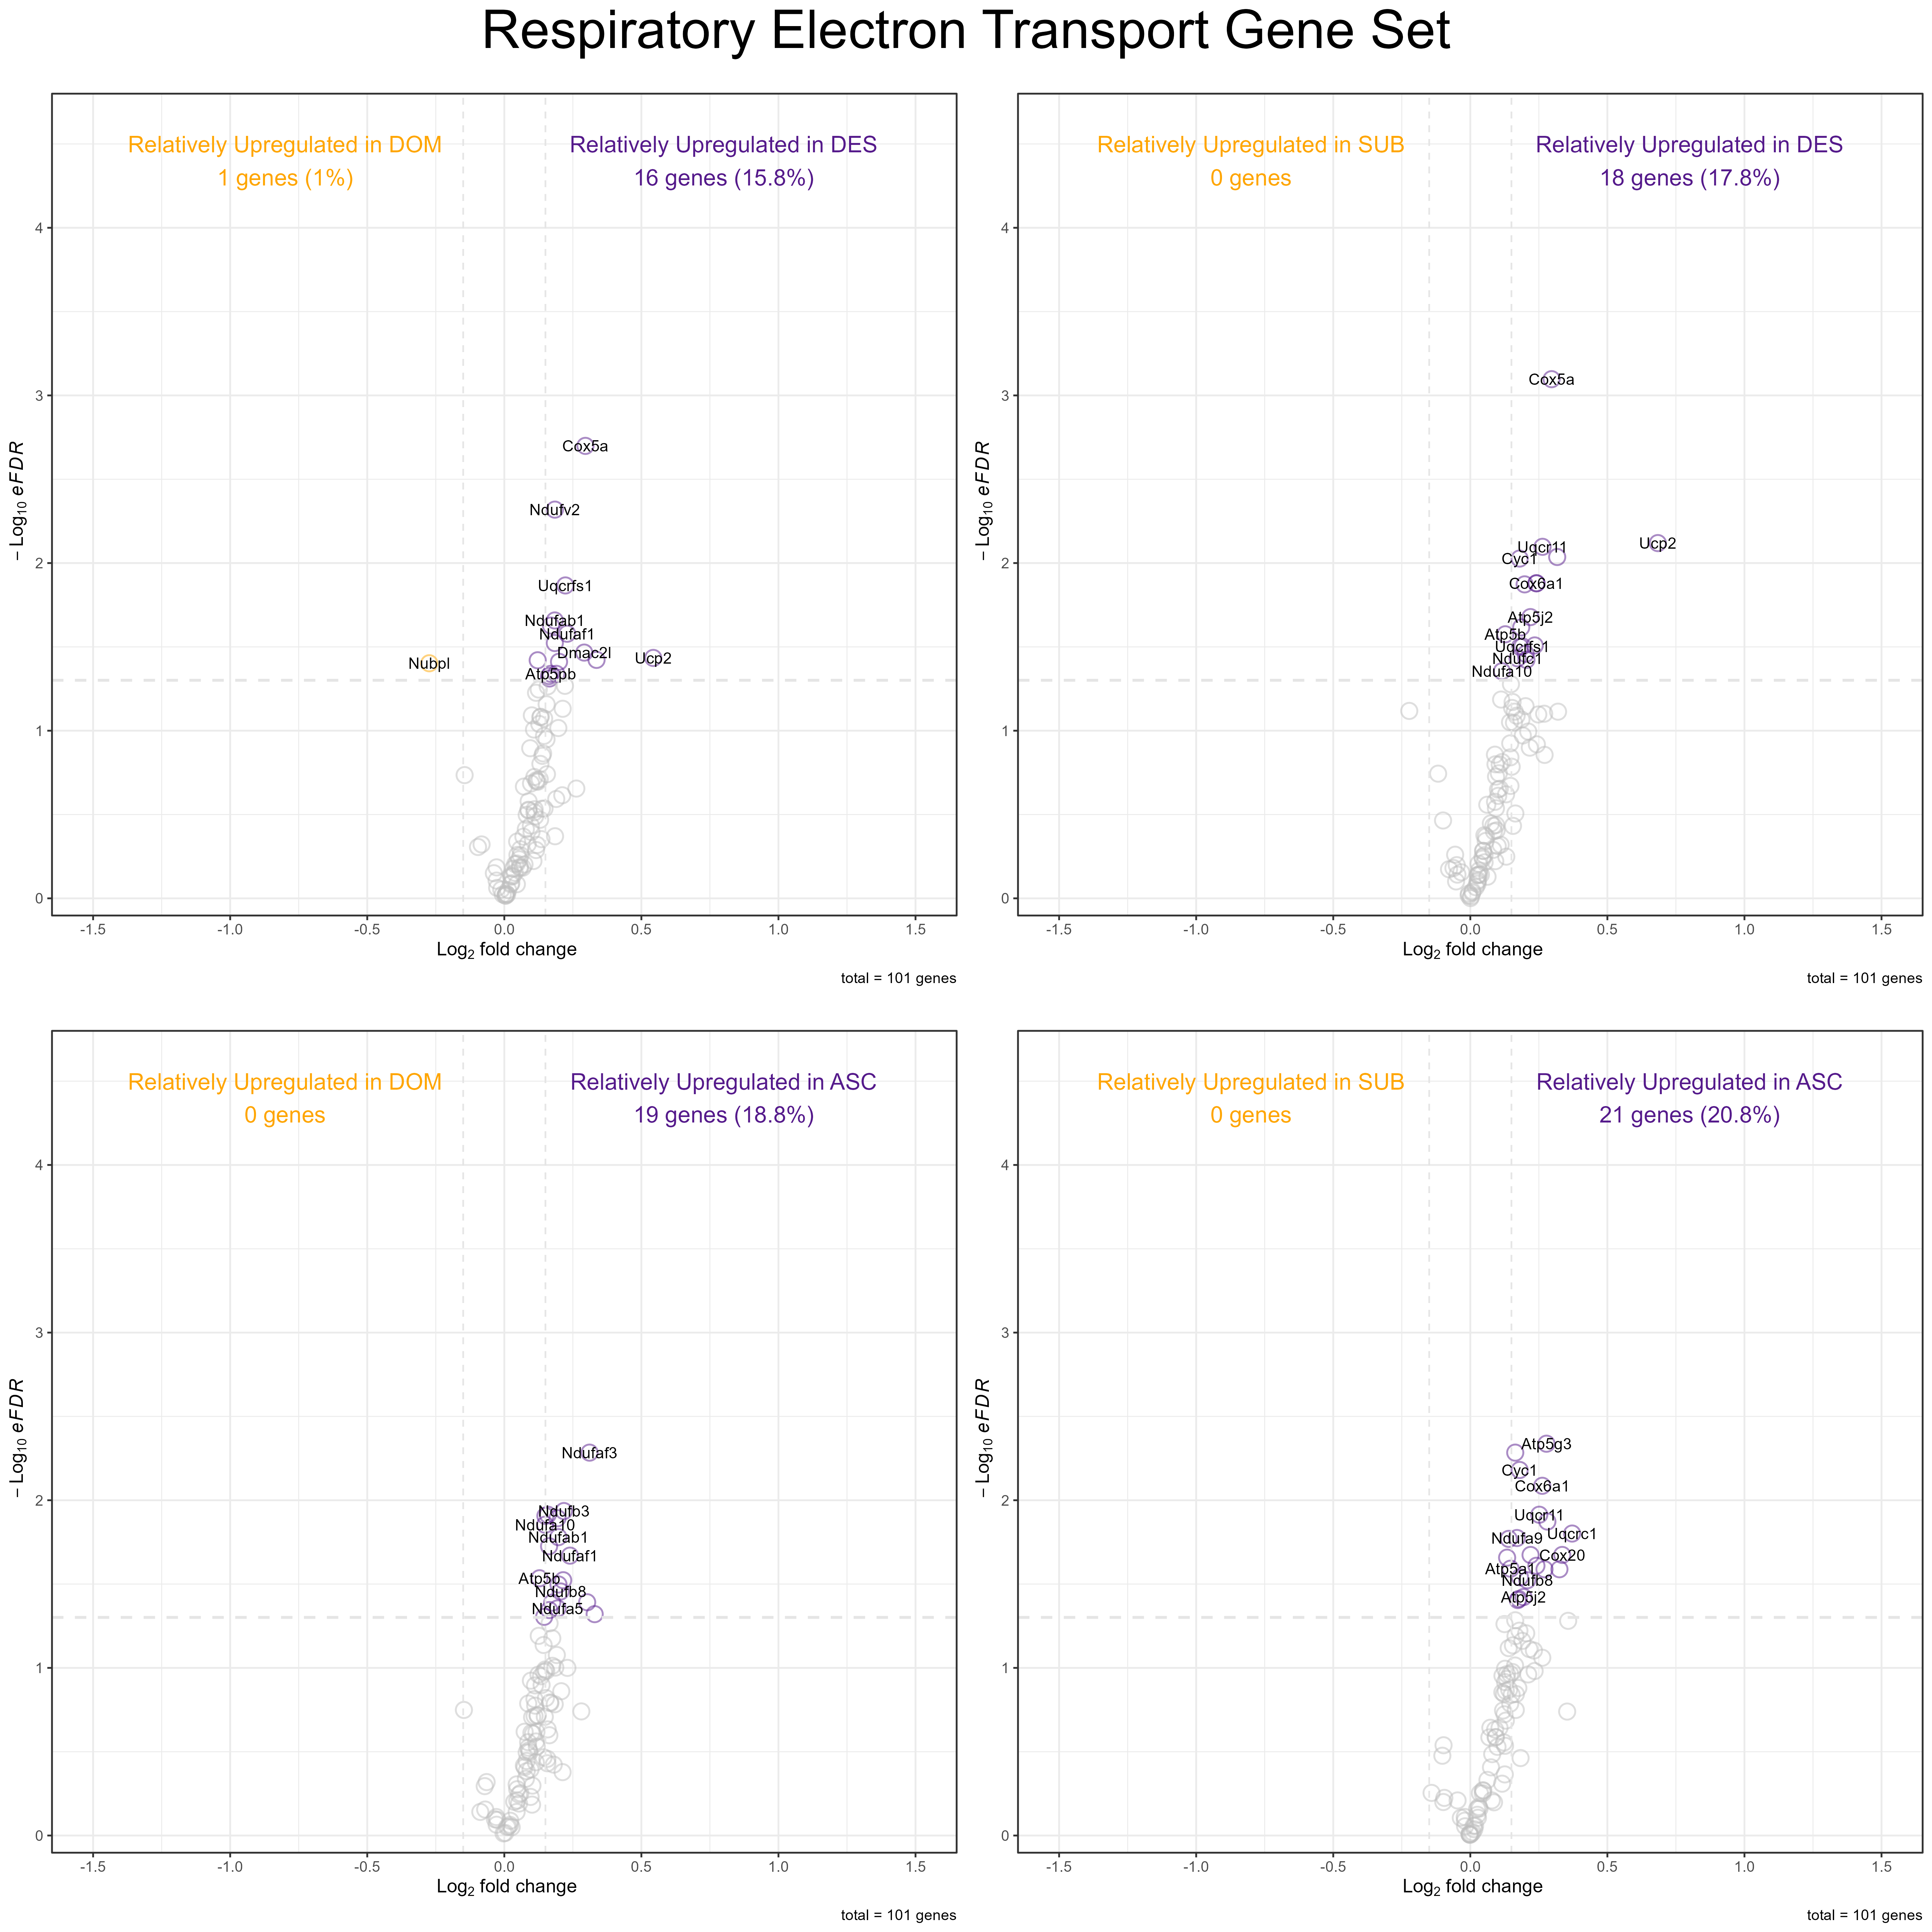 Respiratory Electron Transport Gene Set
Relatively Upregulated in DOM
1 genes (1%)
Relatively Upregulated in DES
16 genes (15.8%)
4
3
2
1
0
− Log10 eFDR
Cox5a
Ndufv2
Uqcrfs1
Ndufab1
Ndufaf1
Dmac2l
Ucp2
Nubpl
Atp5pb
-1.5 -1.0 -0.5 0.0 0.5 1.0 1.5
Log2 fold change
total = 101 genes
Relatively Upregulated in SUB
0 genes
Relatively Upregulated in DES
18 genes (17.8%)
4
3
2
1
0
− Log10 eFDR
Cox5a
Uqcr11
Ucp2
Cyc1
Cox6a1
Atp5j2
Atp5b
Uqcrfs1
Ndufc1
Ndufa10
-1.5 -1.0 -0.5 0.0 0.5 1.0 1.5
Log2 fold change
total = 101 genes
Relatively Upregulated in DOM
0 genes
Relatively Upregulated in ASC
19 genes (18.8%)
4
3
2
1
0
− Log10 eFDR
Ndufaf3
Ndufb3
Ndufa10
Ndufab1
Ndufaf1
Atp5b
Ndufb8
Ndufa5
-1.5 -1.0 -0.5 0.0 0.5 1.0 1.5
Log2 fold change
total = 101 genes
Relatively Upregulated in SUB
0 genes
Relatively Upregulated in ASC
21 genes (20.8%)
4
3
2
1
0
− Log10 eFDR
Atp5g3
Cyc1
Cox6a1
Uqcr11
Uqcrc1
Ndufa9
Cox20
Atp5a1
Ndufb8
Atp5j2
-1.5 -1.0 -0.5 0.0 0.5 1.0 1.5
Log2 fold change
total = 101 genes